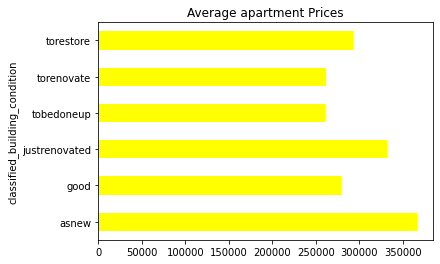 Average apartment Prices
classified_building_condition
torestore
torenovate
tobedoneup
justrenovated
good
asnew
0 50000 100000 150000 200000 250000 300000 350000